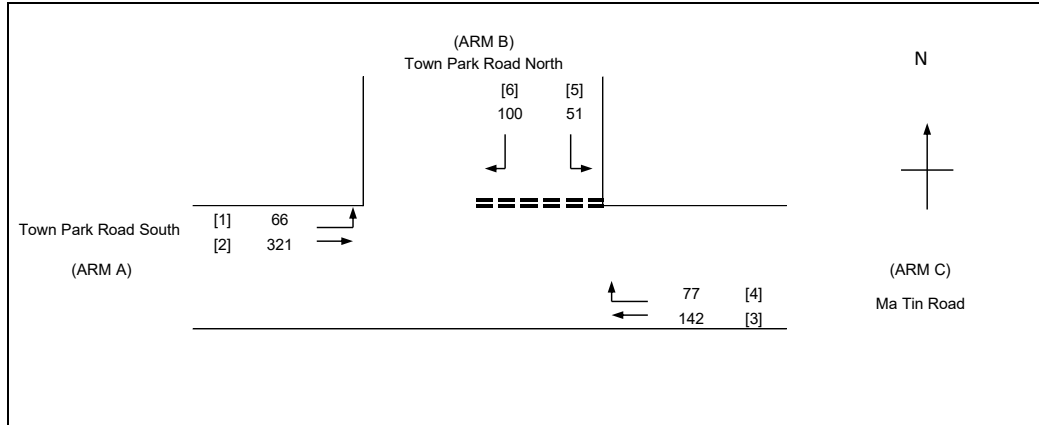 (ARM B)
Town Park Road North
N
[6] [5]
100 51
[1] 66
Town Park Road South
[2] 321
(ARM A)
(ARM C)
77 [4]
Ma Tin Road
142 [3]